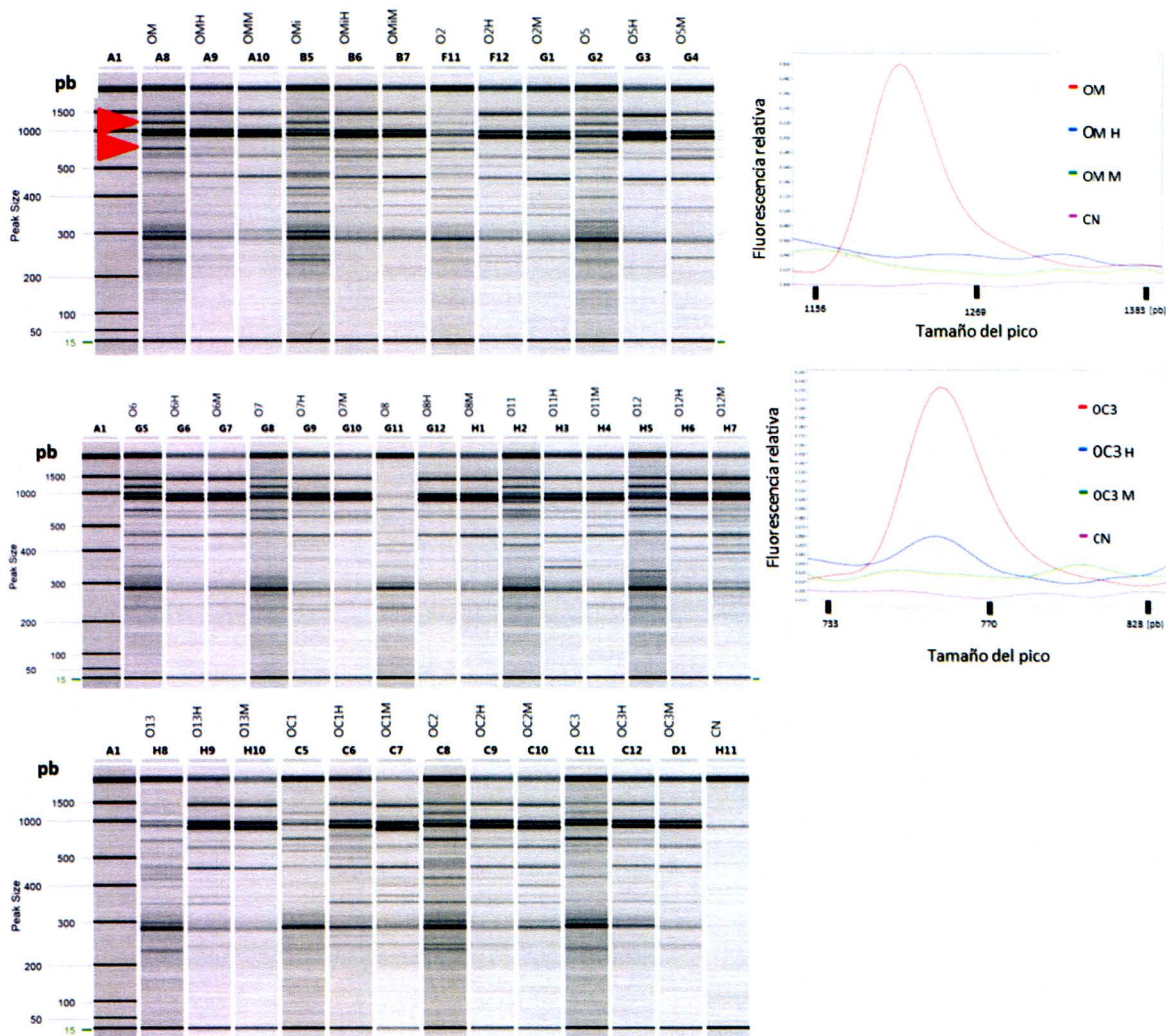 OM OMH OMM OMi OMiH OMiM O2 O2H O2M O5 O5H O5M
A1 A8 A9 A10 B5 B6 B7 F11 F12 G1 G2 G3 G4
pb
1500
1000
500
400
300
200
100
50
15
Peak Size
Fluorescencia relativa
OM
OM H
OM M
CN
1136 1269 1383 [pb]
Tamaño del pico
O6 O6H O6M O7 O7H O7M O8 O8H O8M O11 O11H O11M O12 O12H O12M
A1 G5 G6 G7 G8 G9 G10 G11 G12 H1 H2 H3 H4 H5 H6 H7
pb
1500
1000
500
400
300
200
100
50
15
Peak Size
Fluorescencia relativa
OC3
OC3 H
OC3 M
CN
733 770 828 [pb]
Tamaño del pico
O13 O13H O13M OC1 OC1H OC1M OC2 OC2H OC2M OC3 OC3H OC3M CN
A1 H8 H9 H10 C5 C6 C7 C8 C9 C10 C11 C12 D1 H11
pb
1500
1000
500
400
300
200
100
50
15
Peak Size